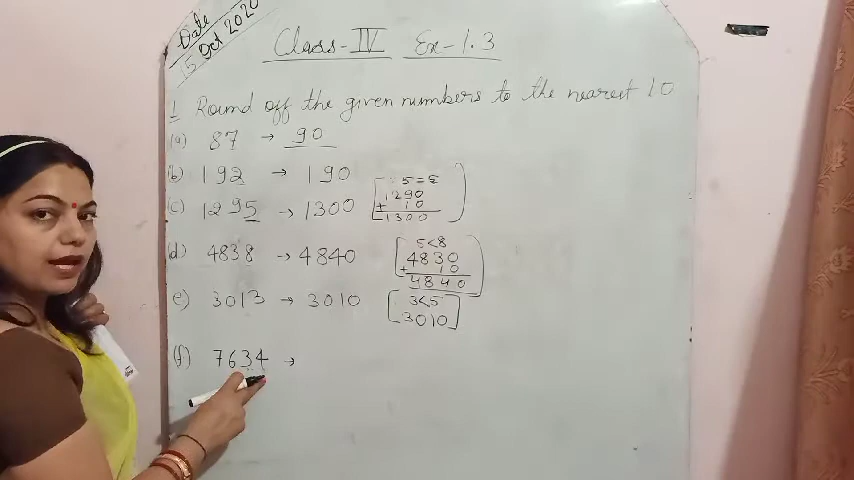 Date
15 Oct 2020
Class-IV Ex-1.3
1 Round off the given numbers to the nearest 10
(a) 87 → 90
(b) 192 → 190
(c) 1295 → 1300
5=5
1290
+ 10
1300
(d) 4838 → 4840
5<8
4830
+ 10
4840
(e) 3013 → 3010
3<5
3010
(f) 7634 →